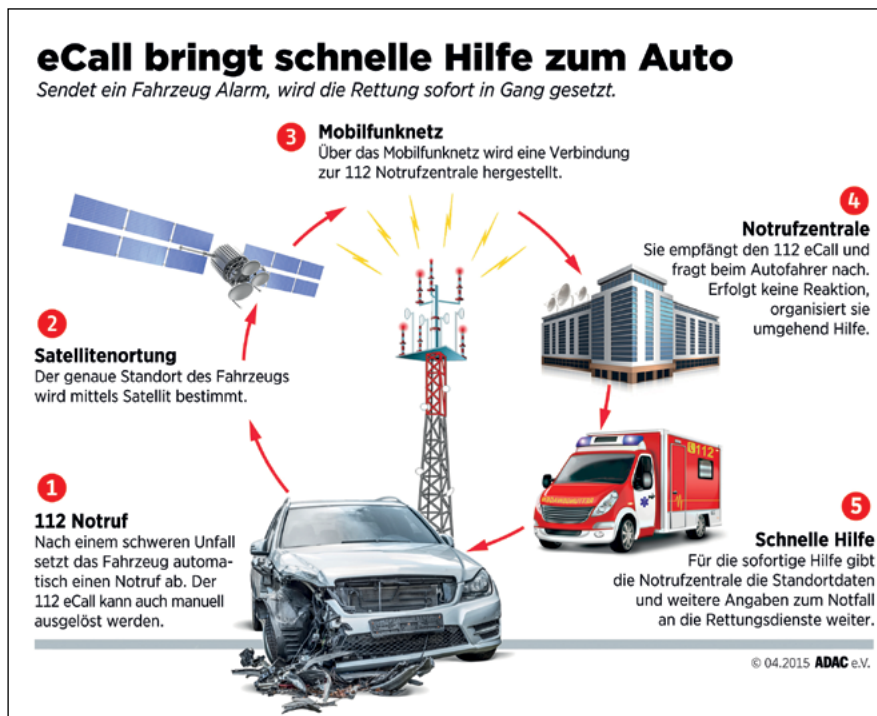 eCall bringt schnelle Hilfe zum Auto
Sendet ein Fahrzeug Alarm, wird die Rettung sofort in Gang gesetzt.
3
Mobilfunknetz
Über das Mobilfunknetz wird eine Verbindung
zur 112 Notrufzentrale hergestellt.
4
Notrufzentrale
Sie empfängt den 112 eCall und
fragt beim Autofahrer nach.
Erfolgt keine Reaktion,
organisiert sie
umgehend Hilfe.
2
Satellitenortung
Der genaue Standort des Fahrzeugs
wird mittels Satellit bestimmt.
1
112 Notruf
Nach einem schweren Unfall
setzt das Fahrzeug automa-
tisch einen Notruf ab. Der
112 eCall kann auch manuell
ausgelöst werden.
112
5
Schnelle Hilfe
Für die sofortige Hilfe gibt
die Notrufzentrale die Standortdaten
und weitere Angaben zum Notfall
an die Rettungsdienste weiter.
© 04.2015 ADAC e.V.